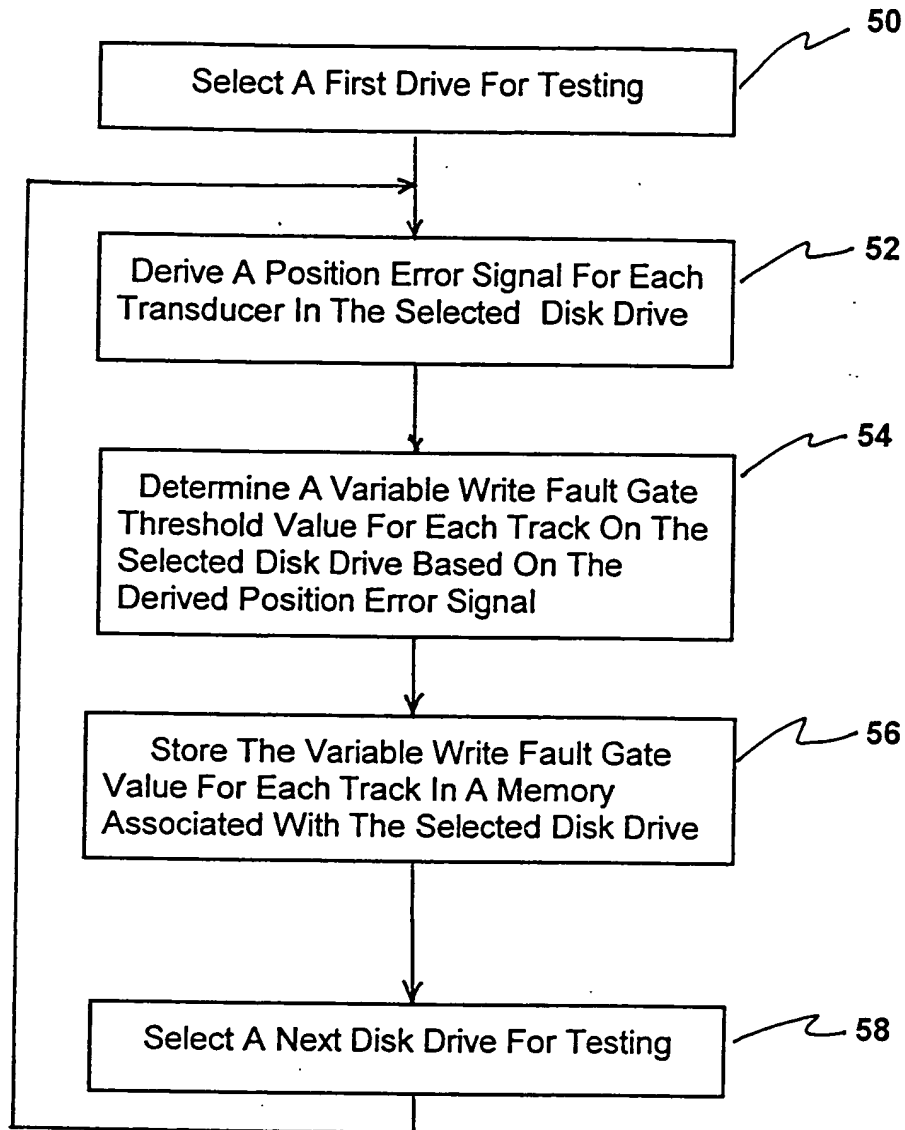 50
Select A First Drive For Testing
52
Derive A Position Error Signal For Each
Transducer In The Selected Disk Drive
54
Determine A Variable Write Fault Gate
Threshold Value For Each Track On The
Selected Disk Drive Based On The
Derived Position Error Signal
56
Store The Variable Write Fault Gate
Value For Each Track In A Memory
Associated With The Selected Disk Drive
58
Select A Next Disk Drive For Testing